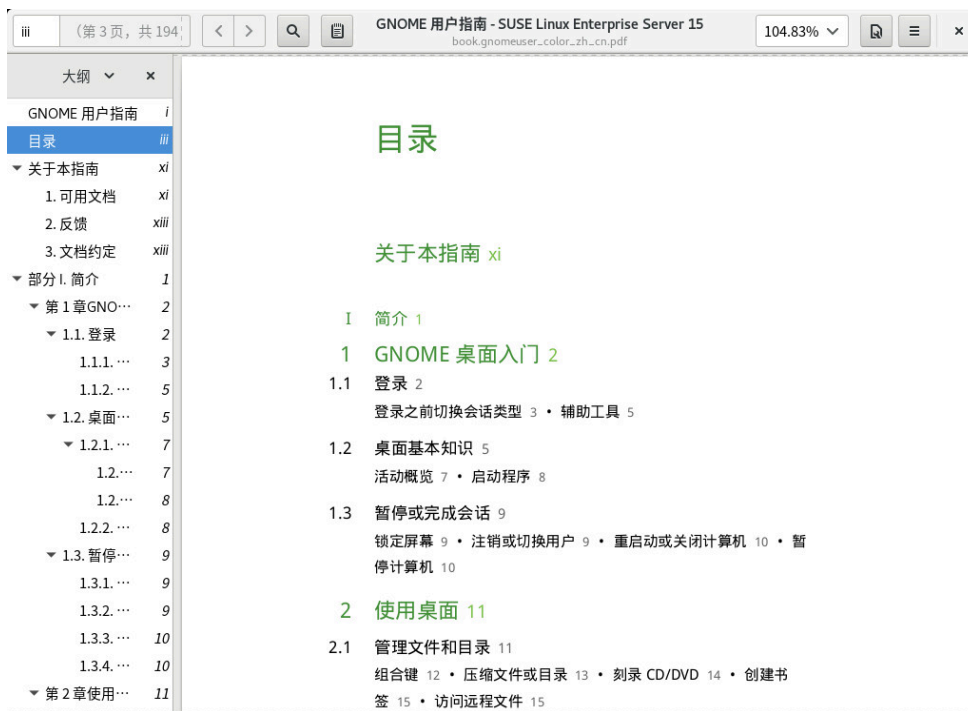 iii
(第 3 页，共 194
GNOME 用户指南 - SUSE Linux Enterprise Server 15
book.gnomeuser_color_zh_cn.pdf
104.83%
大纲
GNOME 用户指南 i
目录 iii
关于本指南 xi
1. 可用文档 xi
2. 反馈 xiii
3. 文档约定 xiii
部分 I. 简介 1
第 1 章GNO… 2
1.1. 登录 2
1.1.1. … 3
1.1.2. … 5
1.2. 桌面… 5
1.2.1. … 7
1.2.… 7
1.2.… 8
1.2.2. … 8
1.3. 暂停… 9
1.3.1. … 9
1.3.2. … 9
1.3.3. … 10
1.3.4. … 10
第 2 章使用… 11
目录
关于本指南 xi
I 简介 1
1 GNOME 桌面入门 2
1.1 登录 2
登录之前切换会话类型 3 • 辅助工具 5
1.2 桌面基本知识 5
活动概览 7 • 启动程序 8
1.3 暂停或完成会话 9
锁定屏幕 9 • 注销或切换用户 9 • 重启动或关闭计算机 10 • 暂
停计算机 10
2 使用桌面 11
2.1 管理文件和目录 11
组合键 12 • 压缩文件或目录 13 • 刻录 CD/DVD 14 • 创建书
签 15 • 访问远程文件 15